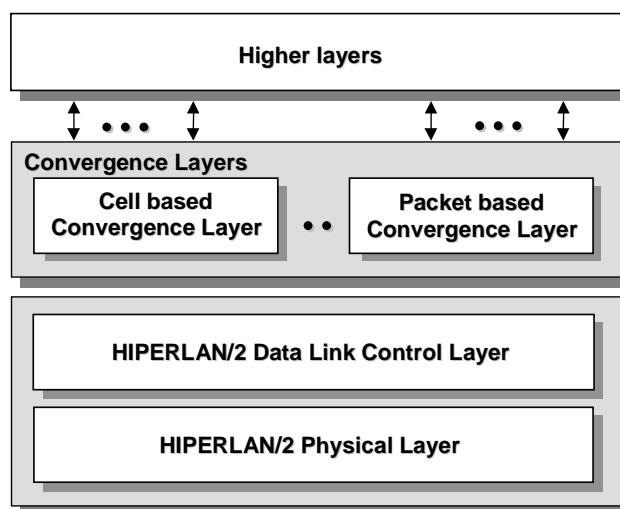 Higher layers
Convergence Layers
Cell based
Convergence Layer
Packet based
Convergence Layer
HIPERLAN/2 Data Link Control Layer
HIPERLAN/2 Physical Layer